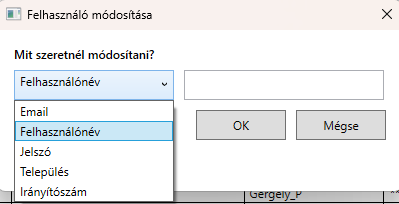 Felhasználó módosítása
Mit szeretnél módosítani?
Felhasználónév
Email
Felhasználónév
Jelszó
Település
Irányítószám
OK
Mégse
Gergely_P